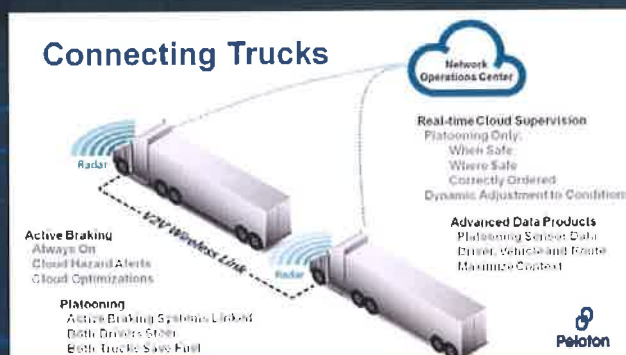 Connecting Trucks
Network
Operations Center
Real-time Cloud Supervision
Platooning Only:
When Safe
Where Safe
Correctly Ordered
Dynamic Adjustment to Conditions
Radar
V2V Wireless Link
Radar
Advanced Data Products
Platooning Sensor Data
Driver, Vehicle and Route
Maximize Context
Active Braking
Always On
Cloud Hazard Alerts
Cloud Optimizations
Platooning
Active Braking Systems Linked
Both Drivers Steer
Both Trucks Save Fuel
Peloton